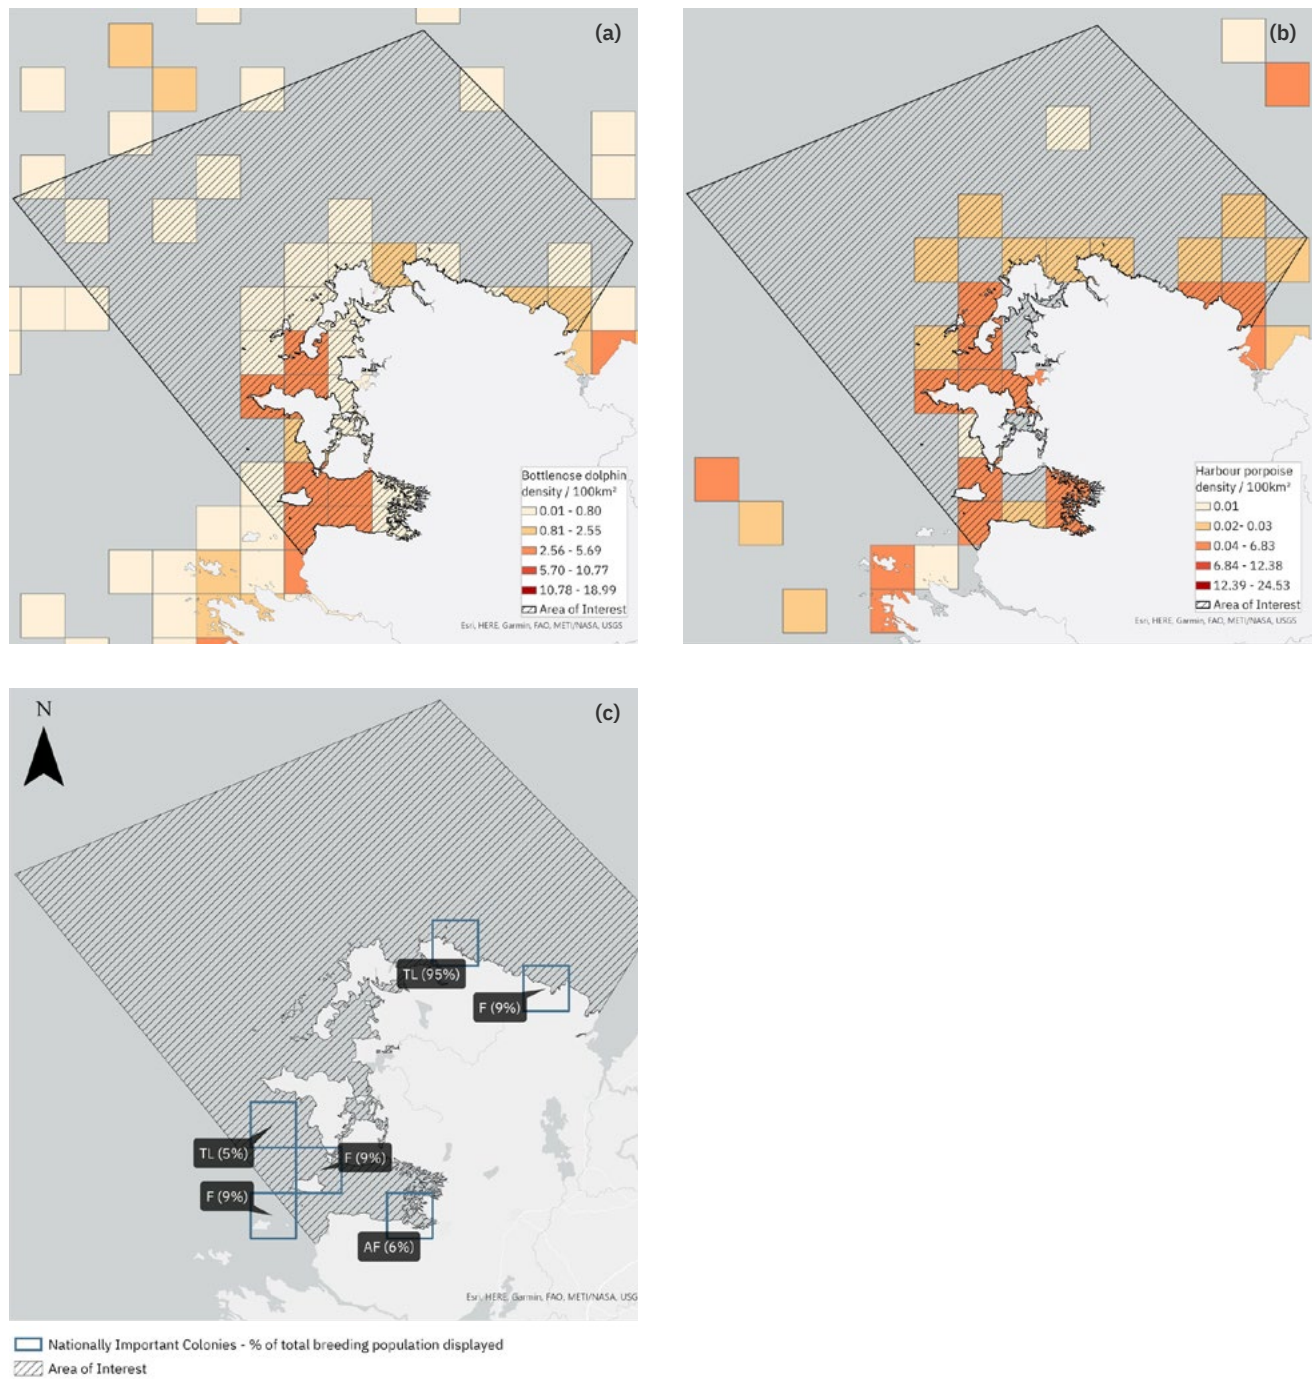 (a)
Bottlenose dolphin
density / 100km²
0.01 - 0.80
0.81 - 2.55
2.56 - 5.69
5.70 - 10.77
10.78 - 18.99
Area of Interest
Esri, HERE, Garmin, FAO, METI/NASA, USGS
(b)
Harbour porpoise
density / 100km²
0.01
0.02- 0.03
0.04 - 6.83
6.84 - 12.38
12.39 - 24.53
Area of Interest
Esri, HERE, Garmin, FAO, METI/NASA, USGS
N
(c)
TL (95%)
F (9%)
TL (5%)
F (9%)
F (9%)
AF (6%)
Esri, HERE, Garmin, FAO, METI/NASA, USG
Nationally Important Colonies - % of total breeding population displayed
Area of Interest